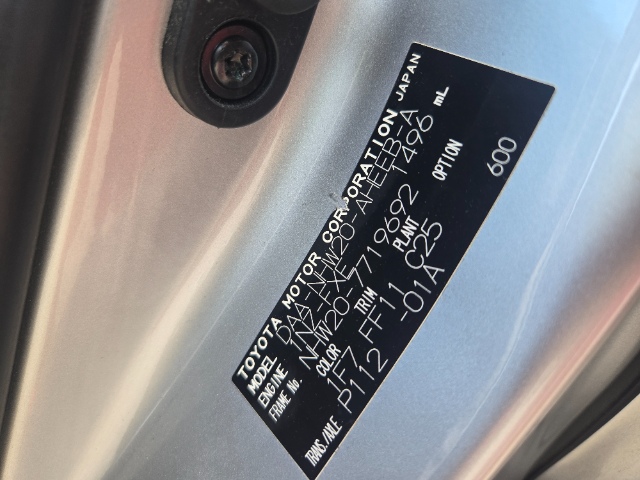 TOYOTA MOTOR CORPORATION JAPAN
MODEL DAA-NHW20-AHEEB-A
ENGINE 1NZ-FXE 1496 mL
FRAME No. NHW20-7719692
COLOR TRIM PLANT OPTION
1F7 FF11 C25 600
TRANS./AXLE P112 -01A